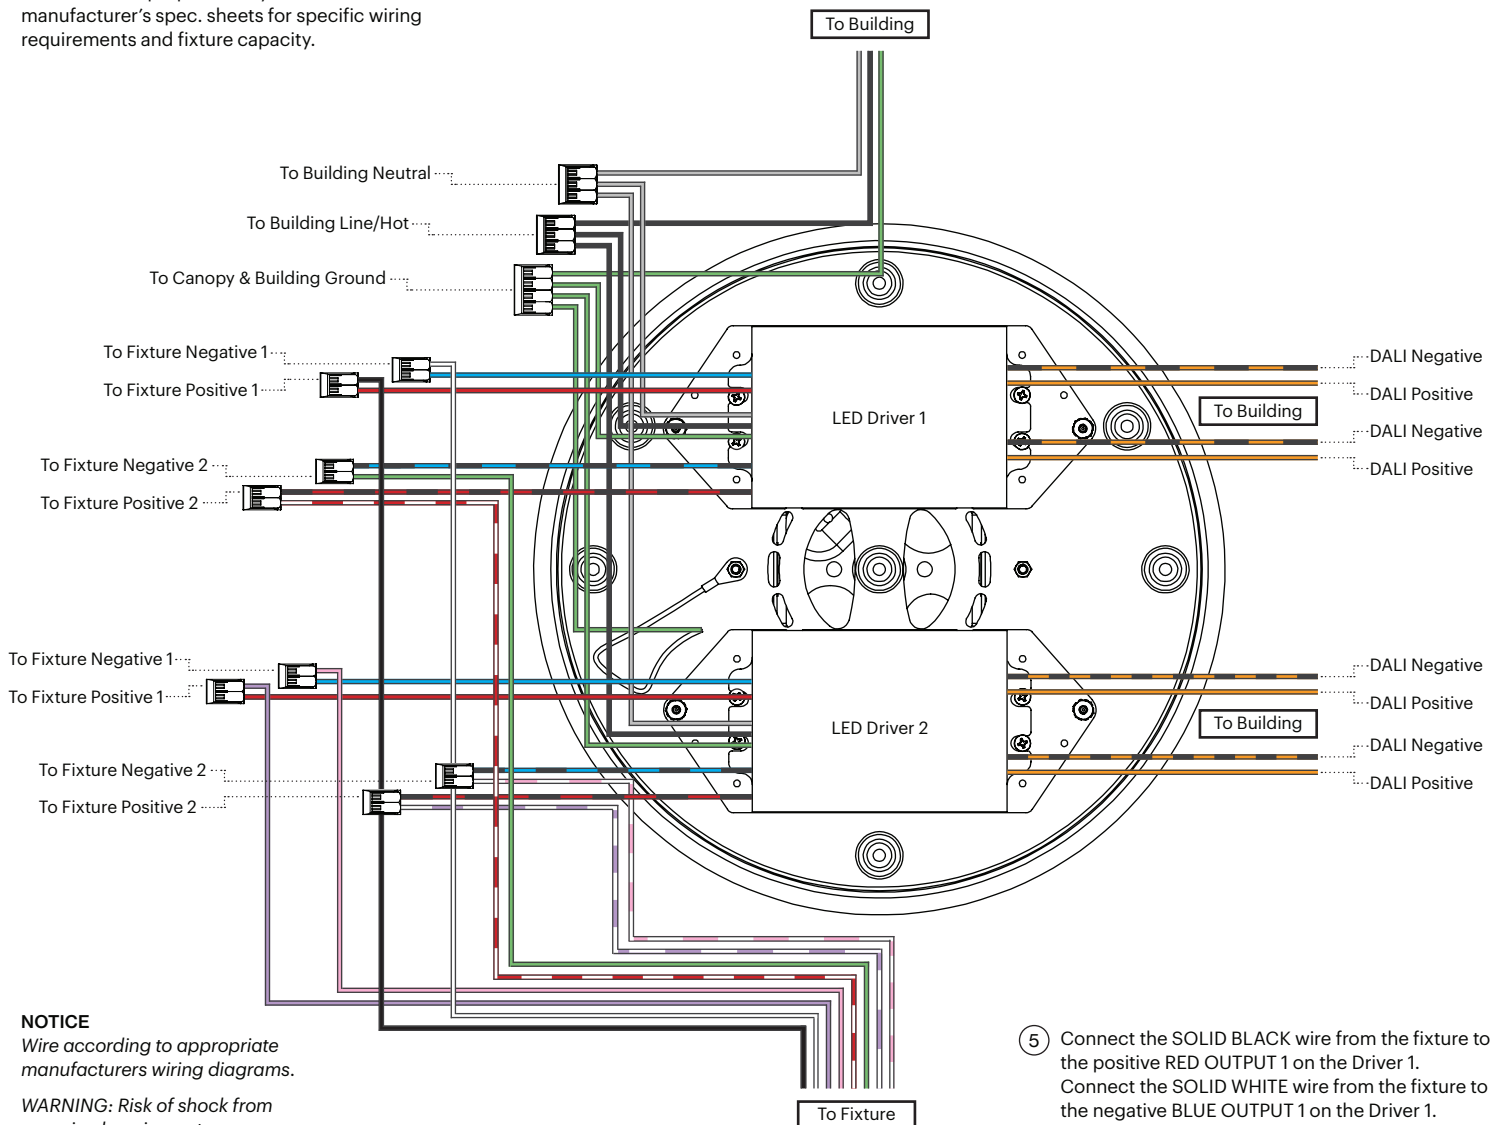 manufacturer’s spec. sheets for specific wiring
requirements and fixture capacity.
To Building
To Building Neutral
To Building Line/Hot
To Canopy & Building Ground
To Fixture Negative 1
To Fixture Positive 1
To Fixture Negative 2
To Fixture Positive 2
LED Driver 1
DALI Negative
DALI Positive
To Building
DALI Negative
DALI Positive
To Fixture Negative 1
To Fixture Positive 1
To Fixture Negative 2
To Fixture Positive 2
LED Driver 2
DALI Negative
DALI Positive
To Building
DALI Negative
DALI Positive
NOTICE
Wire according to appropriate
manufacturers wiring diagrams.
WARNING: Risk of shock from
To Fixture
5 Connect the SOLID BLACK wire from the fixture to
the positive RED OUTPUT 1 on the Driver 1.
Connect the SOLID WHITE wire from the fixture to
the negative BLUE OUTPUT 1 on the Driver 1.